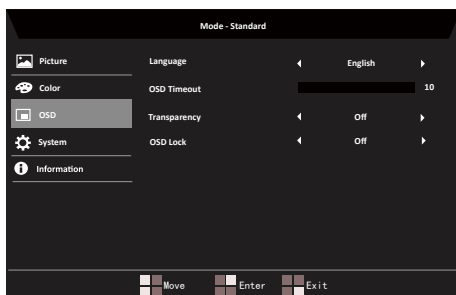 Mode - Standard
Picture
Language
English
Color
OSD Timeout
10
OSD
Transparency
Off
System
OSD Lock
Off
Information
Move
Enter
Exit